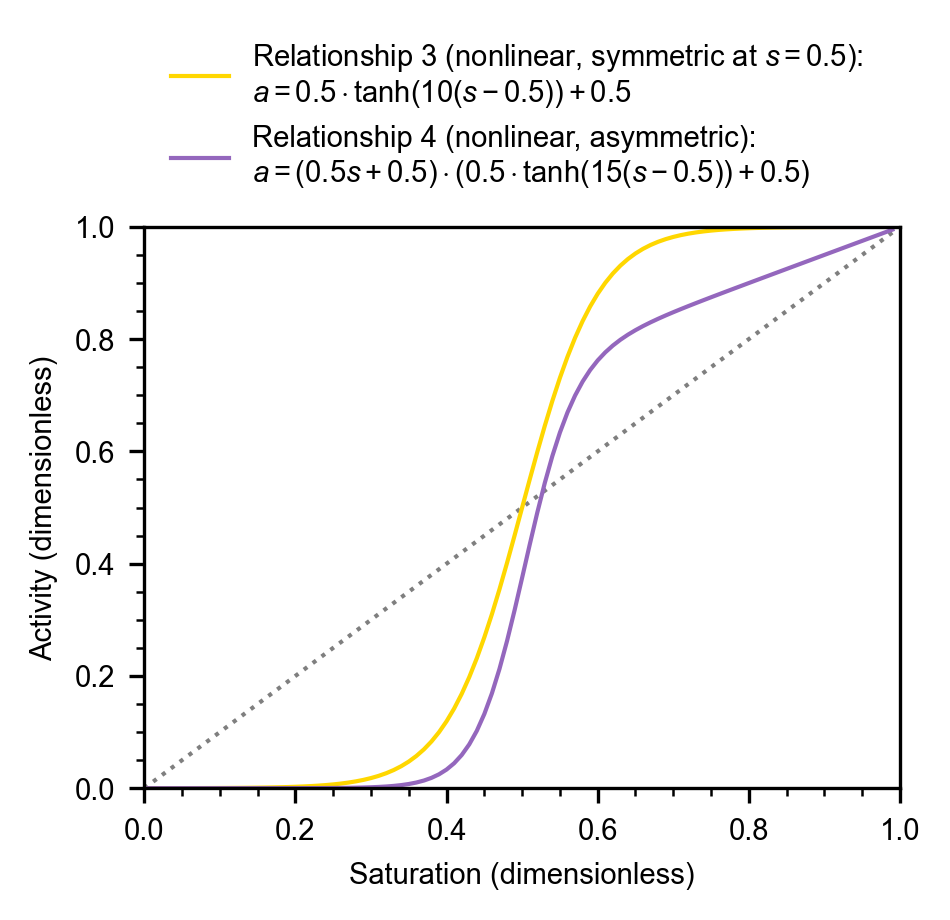 Relationship 3 (nonlinear, symmetric at s = 0.5):
a = 0.5 · tanh(10(s − 0.5)) + 0.5
Relationship 4 (nonlinear, asymmetric):
a = (0.5s + 0.5) · (0.5 · tanh(15(s − 0.5)) + 0.5)
1.0
0.8
0.6
0.4
0.2
0.0
Activity (dimensionless)
0.0 0.2 0.4 0.6 0.8 1.0
Saturation (dimensionless)